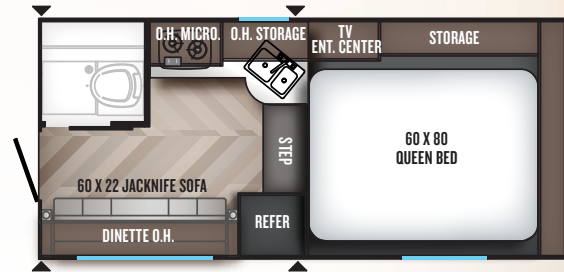 O.H. MICRO.
O.H. STORAGE
TV
ENT. CENTER
STORAGE
STEP
60 X 80
QUEEN BED
60 X 22 JACKNIFE SOFA
REFER
DINETTE O.H.